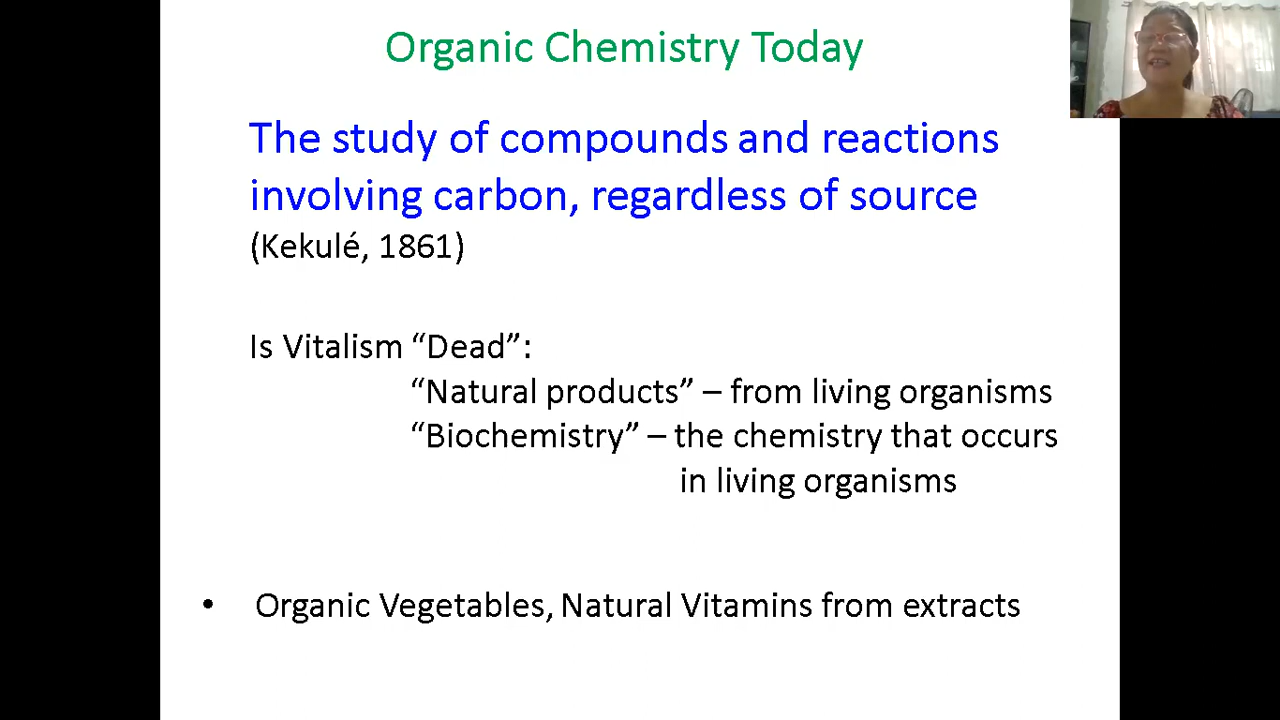 Organic Chemistry Today
The study of compounds and reactions
involving carbon, regardless of source
(Kekulé, 1861)
Is Vitalism “Dead”:
“Natural products” – from living organisms
“Biochemistry” – the chemistry that occurs
in living organisms
• Organic Vegetables, Natural Vitamins from extracts